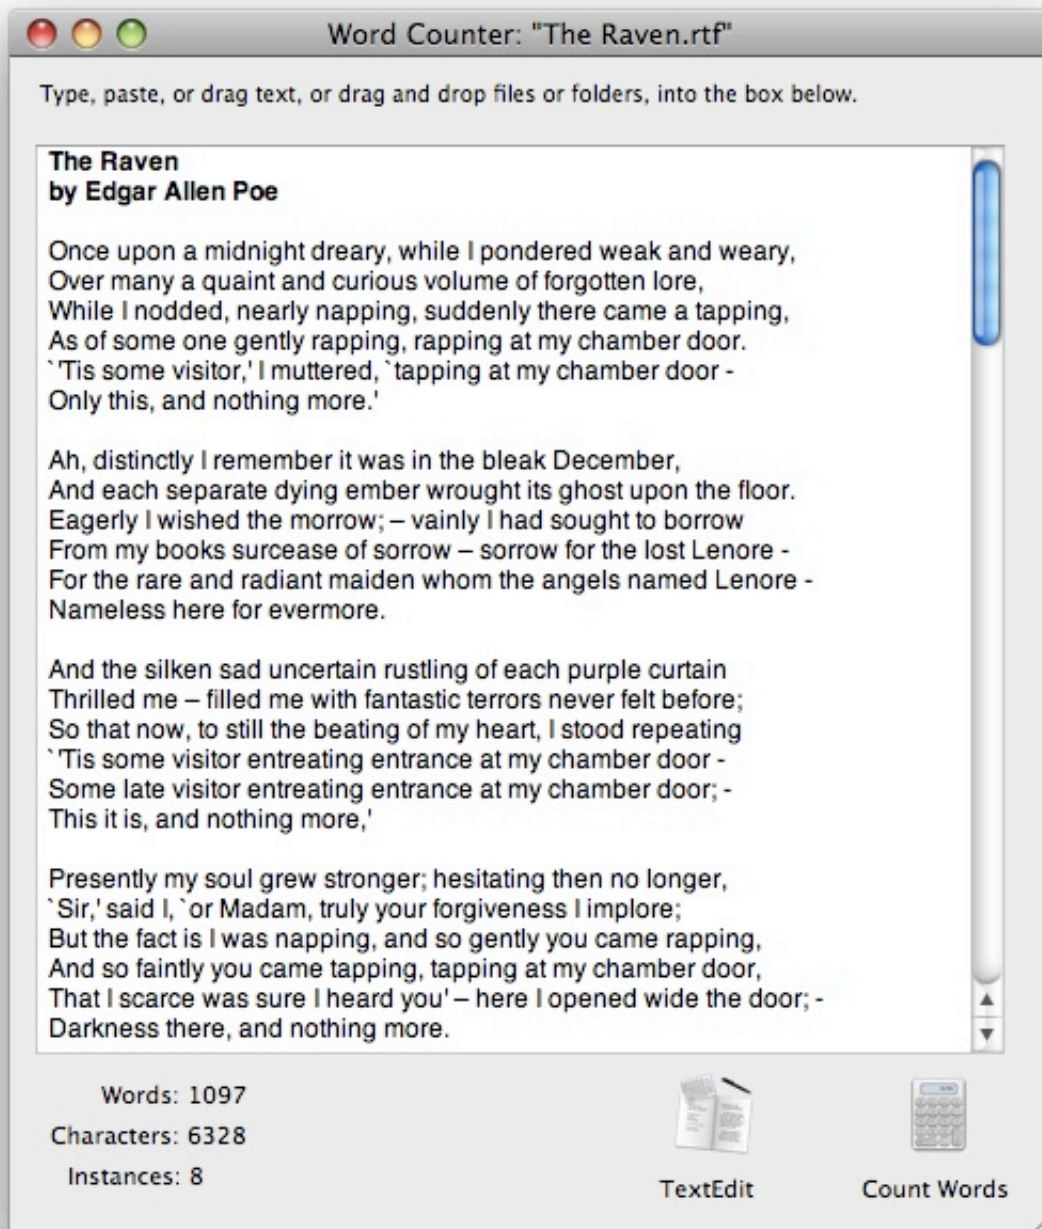 Word Counter: "The Raven.rtf"
Type, paste, or drag text, or drag and drop files or folders, into the box below.
The Raven
by Edgar Allen Poe
Once upon a midnight dreary, while I pondered weak and weary,
Over many a quaint and curious volume of forgotten lore,
While I nodded, nearly napping, suddenly there came a tapping,
As of some one gently rapping, rapping at my chamber door.
`'Tis some visitor,' I muttered, `tapping at my chamber door -
Only this, and nothing more.'
Ah, distinctly I remember it was in the bleak December,
And each separate dying ember wrought its ghost upon the floor.
Eagerly I wished the morrow; – vainly I had sought to borrow
From my books surcease of sorrow – sorrow for the lost Lenore -
For the rare and radiant maiden whom the angels named Lenore -
Nameless here for evermore.
And the silken sad uncertain rustling of each purple curtain
Thrilled me – filled me with fantastic terrors never felt before;
So that now, to still the beating of my heart, I stood repeating
`'Tis some visitor entreating entrance at my chamber door -
Some late visitor entreating entrance at my chamber door; -
This it is, and nothing more,'
Presently my soul grew stronger; hesitating then no longer,
`Sir,' said I, `or Madam, truly your forgiveness I implore;
But the fact is I was napping, and so gently you came rapping,
And so faintly you came tapping, tapping at my chamber door,
That I scarce was sure I heard you' – here I opened wide the door; -
Darkness there, and nothing more.
Words: 1097
Characters: 6328
Instances: 8
TextEdit
Count Words